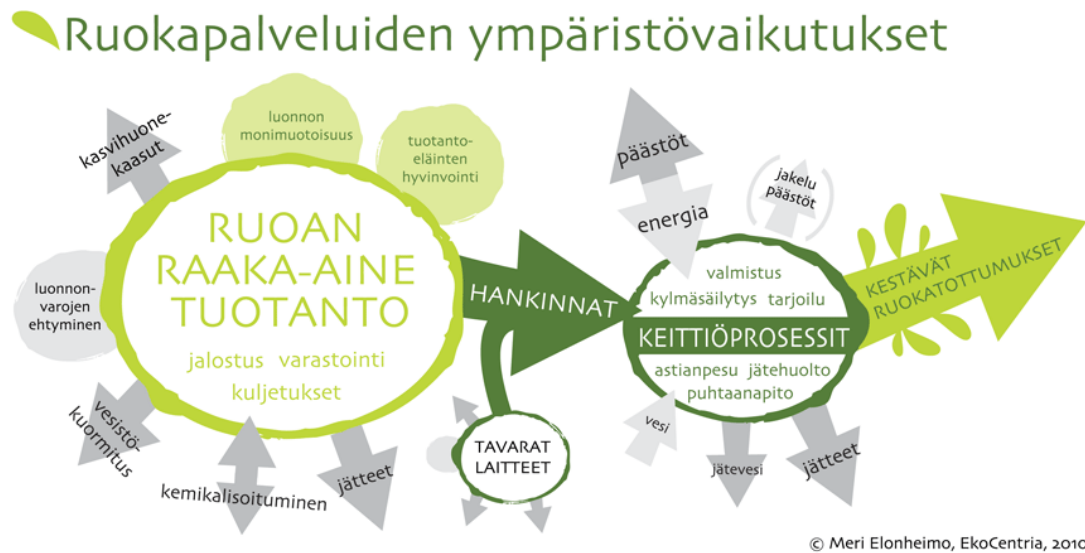 Ruokapalveluiden ympäristövaikutukset
kasvihuone-
kaasut
luonnon
monimuotoisuus
tuotanto-
eläinten
hyvinvointi
luonnon-
varojen
ehtyminen
RUOAN
RAAKA-AINE
TUOTANTO
jalostus varastointi
kuljetukset
vesistö-
kuormitus
kemikalisoituminen
jätteet
HANKINNAT
TAVARAT
LAITTEET
päästöt
energia
jakelu
päästöt
valmistus
kylmäsäilytys tarjoilu
KEITTIÖPROSESSIT
astianpesu jätehuolto
puhtaanapito
vesi
jätevesi
jätteet
KESTÄVÄT
RUOKATOTTUMUKSET
© Meri Elonheimo, EkoCentria, 2010